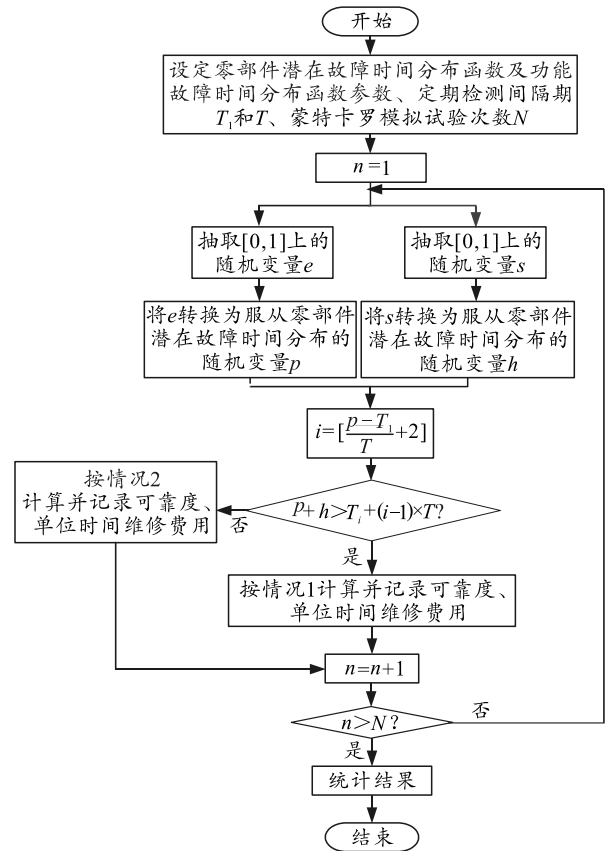 开始
设定零部件潜在故障时间分布函数及功能
故障时间分布函数参数、定期检测间隔期
T₁和T、蒙特卡罗模拟试验次数N
n=1
抽取[0,1]上的
随机变量e
抽取[0,1]上的
随机变量s
将e转换为服从零部件
潜在故障时间分布的
随机变量p
将s转换为服从零部件
潜在故障时间分布的
随机变量h
i=[(p-T₁)/T+2]
按情况2
计算并记录可靠度、
单位时间维修费用
否
p+h>Tᵢ+(i-1)×T?
是
按情况1计算并记录可靠度、
单位时间维修费用
n=n+1
n>N?
否
是
统计结果
结束